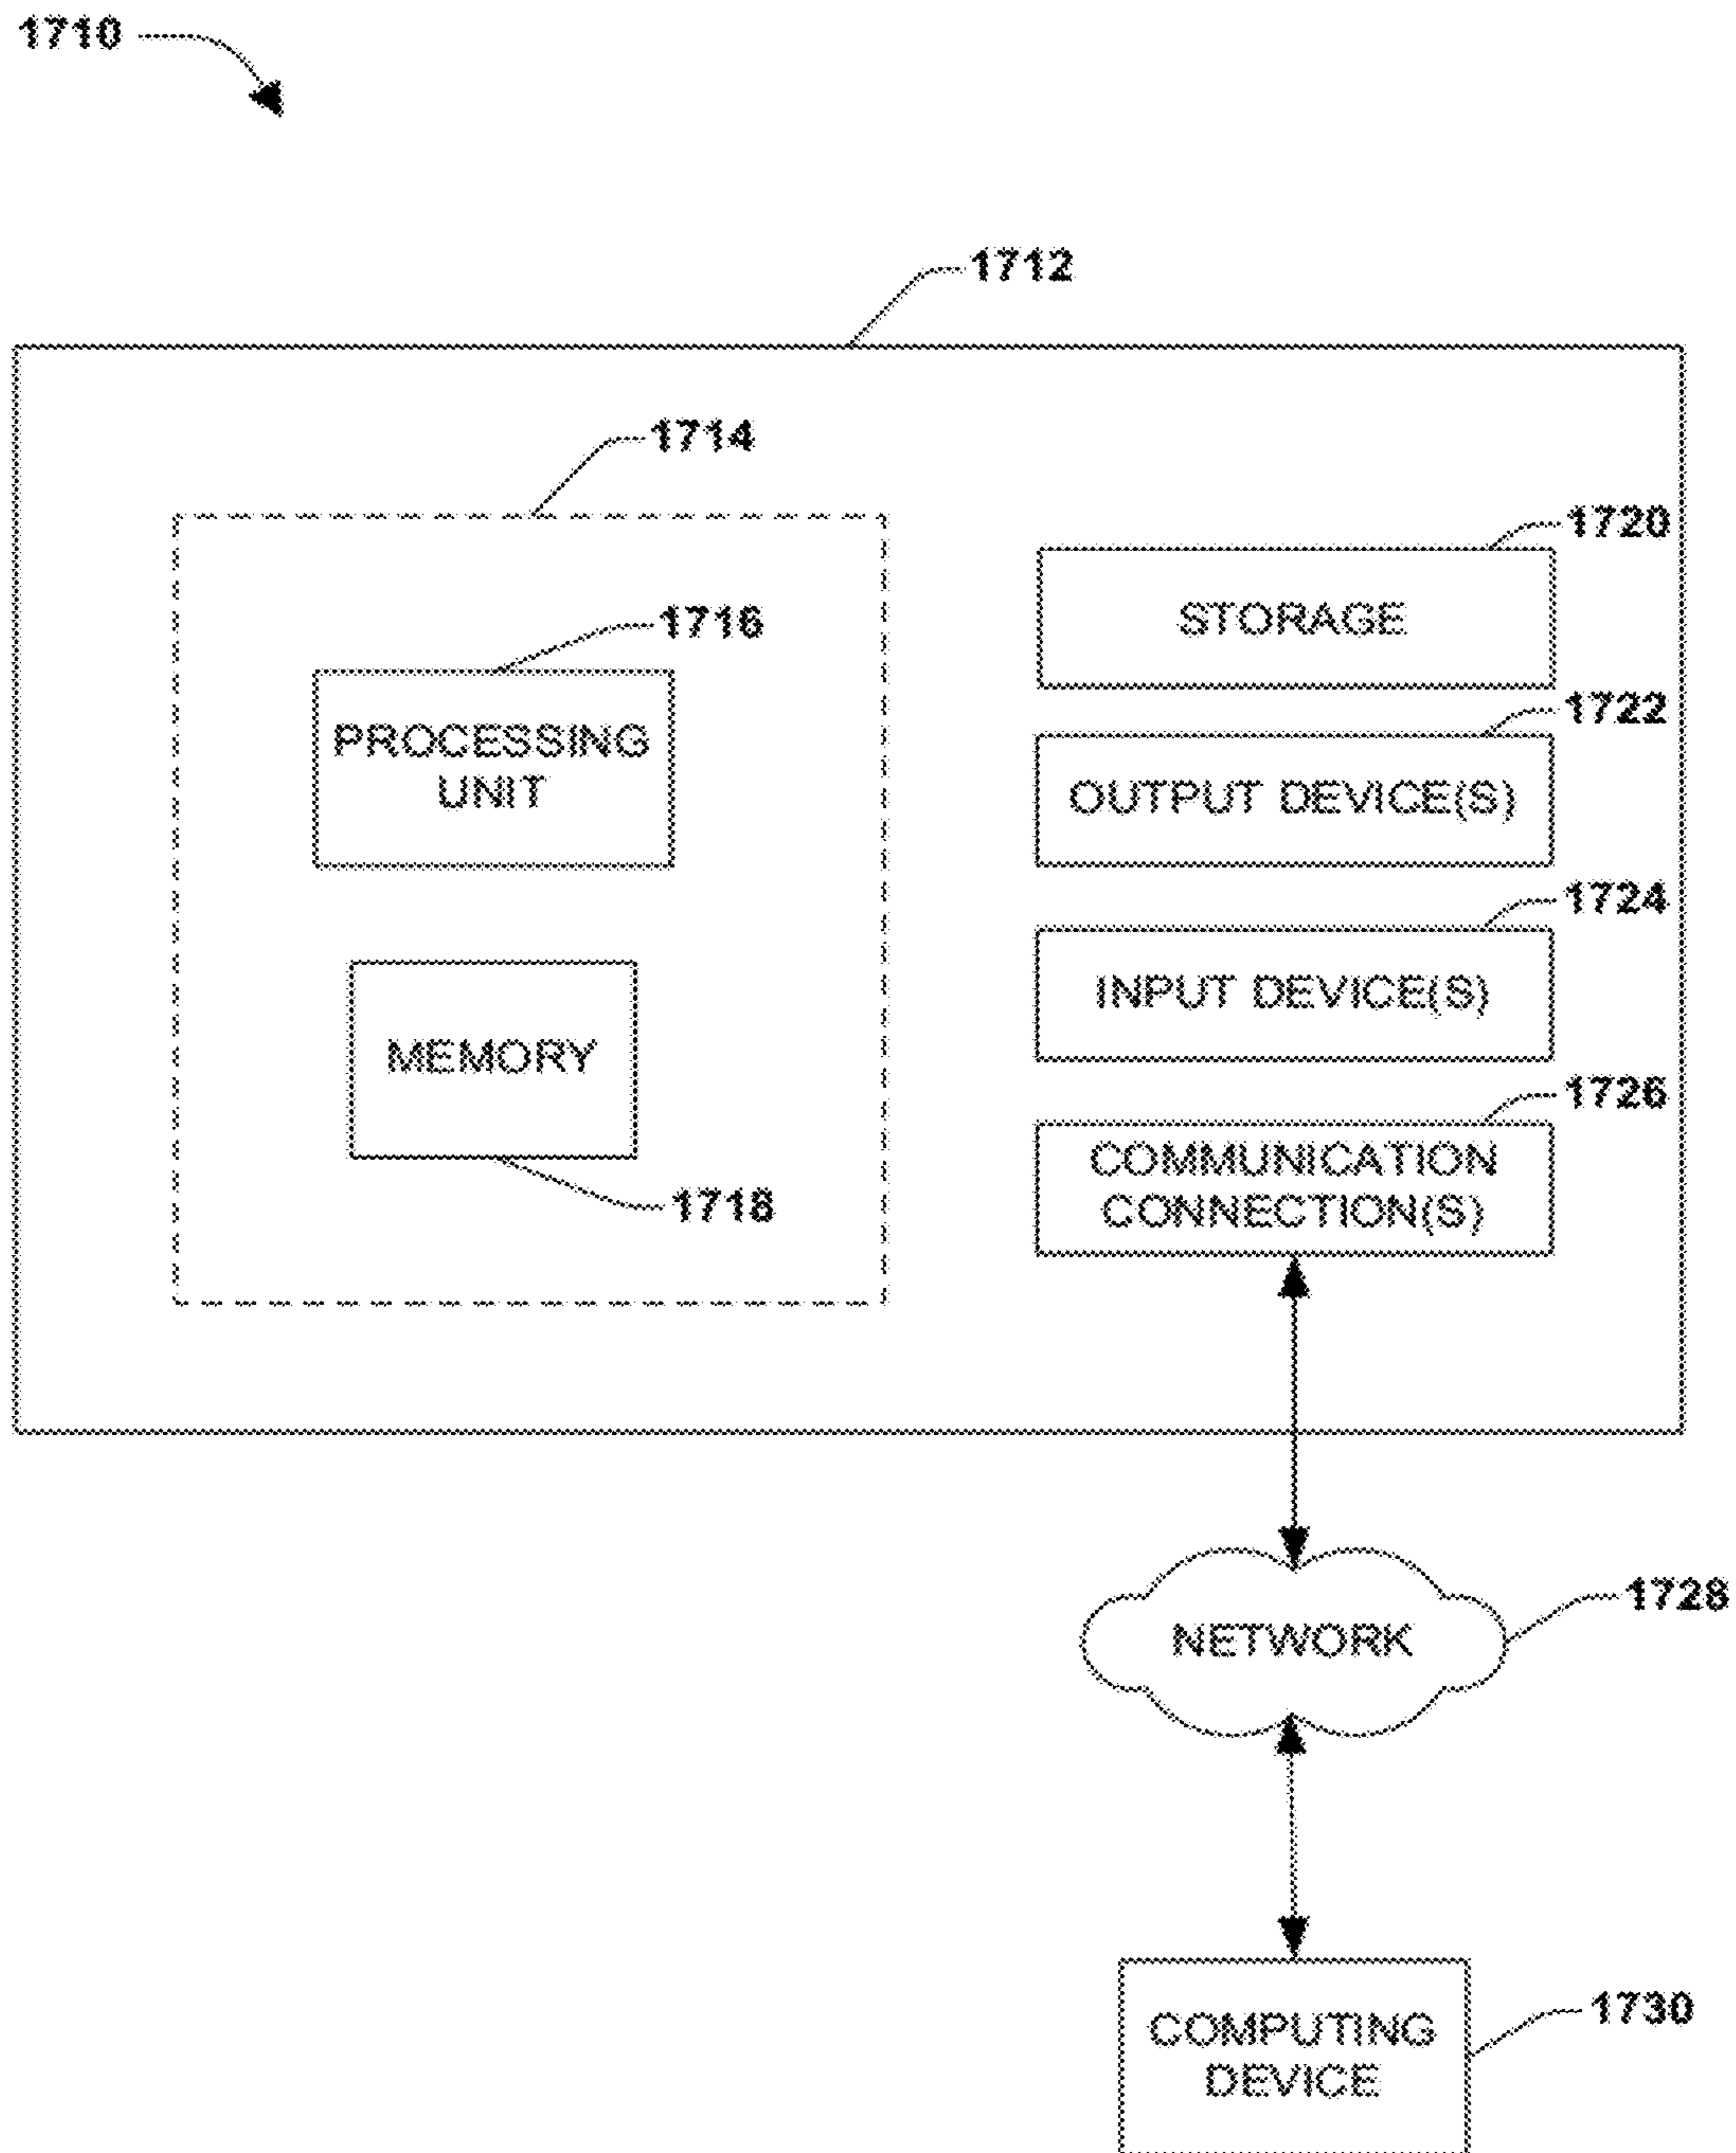 1710
1712
1714
1716
PROCESSING
UNIT
MEMORY
1718
1720
STORAGE
1722
OUTPUT DEVICE(S)
1724
INPUT DEVICE(S)
1726
COMMUNICATION
CONNECTION(S)
NETWORK
1728
COMPUTING
DEVICE
1730